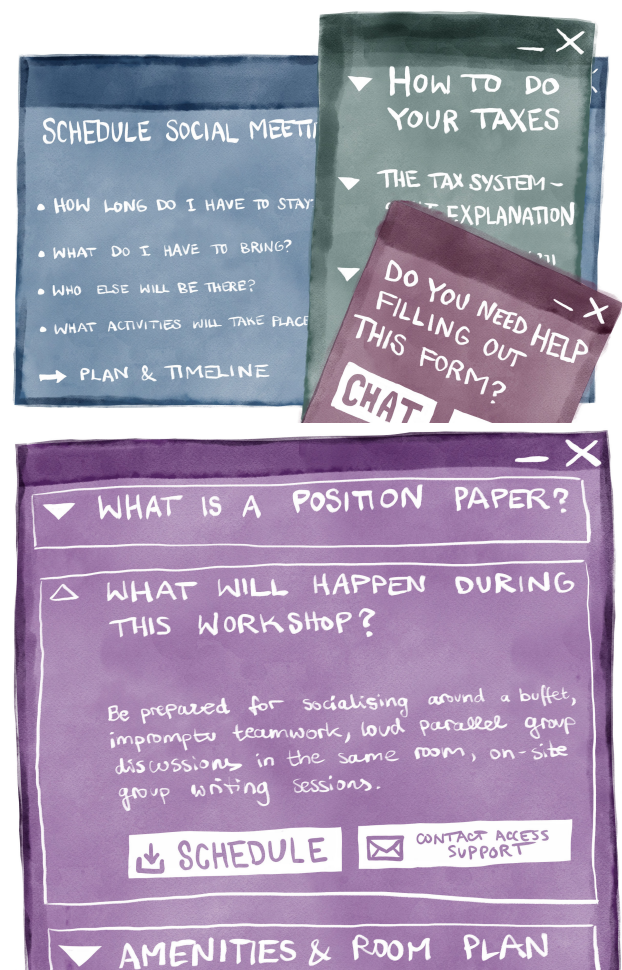 SCHEDULE SOCIAL MEETI
• HOW LONG DO I HAVE TO STAY
• WHAT DO I HAVE TO BRING?
• WHO ELSE WILL BE THERE?
• WHAT ACTIVITIES WILL TAKE PLACE
→ PLAN & TIMELINE
HOW TO DO
YOUR TAXES
THE TAX SYSTEM –
EXPLANATION
DO YOU NEED HELP
FILLING OUT
THIS FORM?
CHAT
WHAT IS A POSITION PAPER?
WHAT WILL HAPPEN DURING
THIS WORKSHOP?
Be prepared for socialising around a buffet,
impromptu teamwork, loud parallel group
discussions in the same room, on-site
group writing sessions.
SCHEDULE
CONTACT ACCESS
SUPPORT
AMENITIES & ROOM PLAN